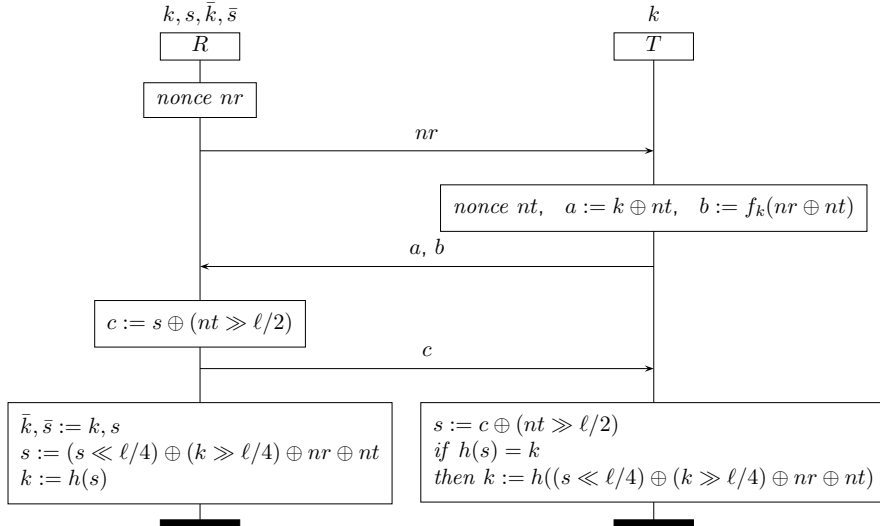 k, s, k̄, s̄
k
R
T
nonce nr
nr
nonce nt, a := k ⊕ nt, b := f_k(nr ⊕ nt)
a, b
c := s ⊕ (nt ≫ ℓ/2)
c
k̄, s̄ := k, s
s := (s ≪ ℓ/4) ⊕ (k ≫ ℓ/4) ⊕ nr ⊕ nt
k := h(s)
s := c ⊕ (nt ≫ ℓ/2)
if h(s) = k
then k := h((s ≪ ℓ/4) ⊕ (k ≫ ℓ/4) ⊕ nr ⊕ nt)